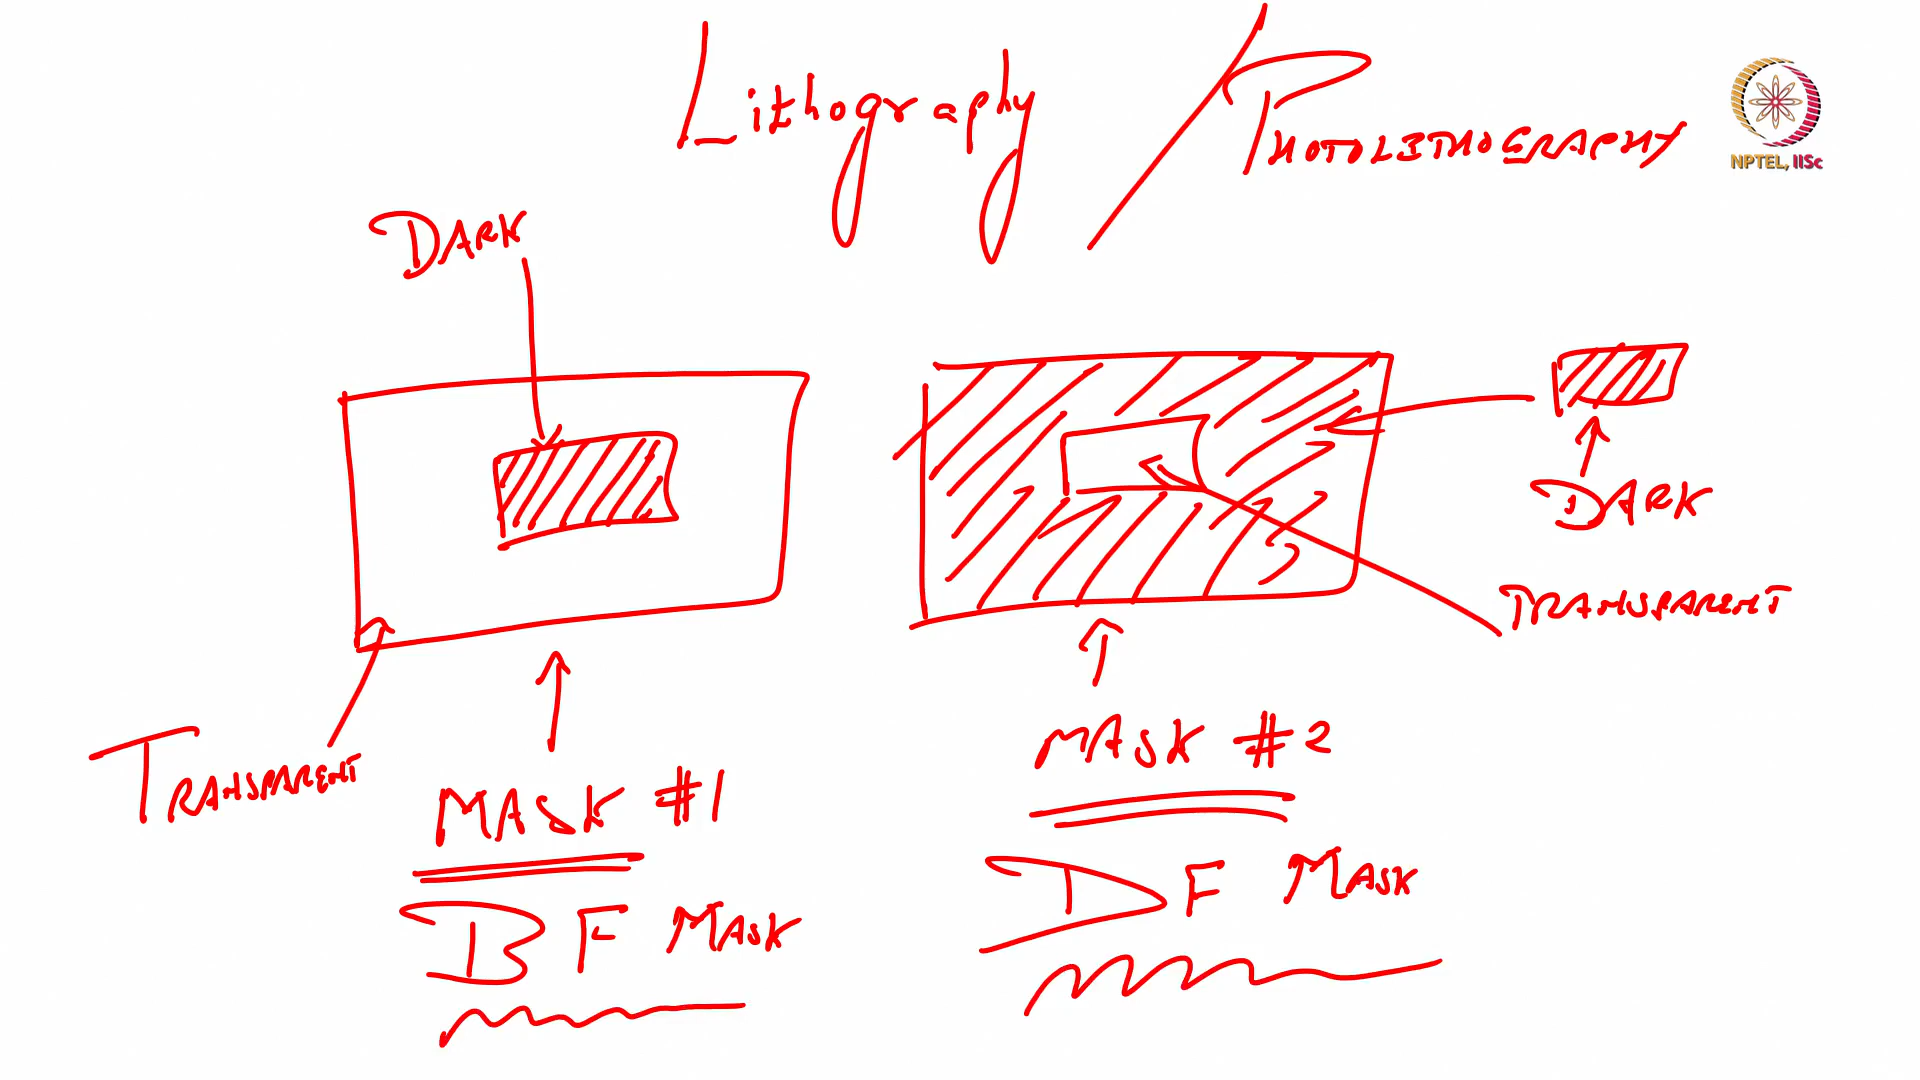 Lithography / PHOTOLITHOGRAPHY
NPTEL, IISc
DARK
DARK
TRANSPARENT
TRANSPARENT
MASK #1
MASK #2
BF MASK
DF MASK